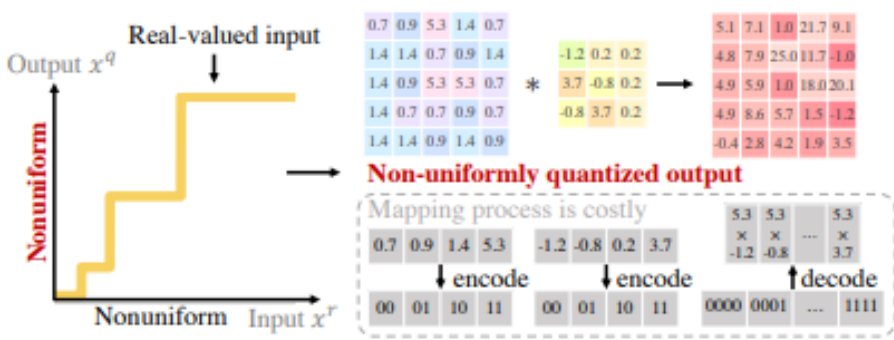 Real-valued input
Output x^q
Nonuniform
Nonuniform
Input x^r
0.7 0.9 5.3 1.4 0.7
1.4 1.4 0.7 0.9 1.4
1.4 0.9 5.3 5.3 0.7
1.4 0.7 0.7 0.9 0.7
1.4 1.4 0.9 1.4 0.9
*
-1.2 0.2 0.2
3.7 -0.8 0.2
-0.8 3.7 0.2
5.1 7.1 1.0 21.7 9.1
4.8 7.9 25.0 11.7 -1.0
4.9 5.9 1.0 18.0 20.1
4.9 8.6 5.7 1.5 -1.2
-0.4 2.8 4.2 1.9 3.5
Non-uniformly quantized output
Mapping process is costly
0.7 0.9 1.4 5.3
encode
00 01 10 11
-1.2 -0.8 0.2 3.7
encode
00 01 10 11
5.3 5.3 5.3
× × ... ×
-1.2 -0.8 3.7
decode
0000 0001 ... 1111